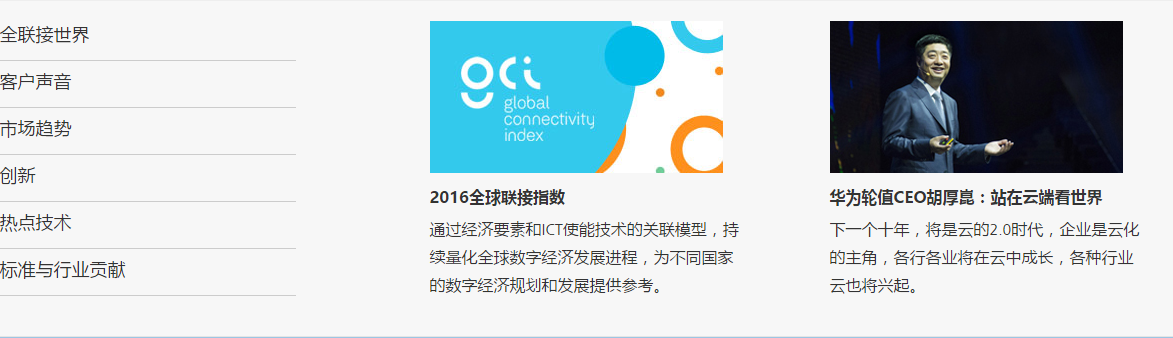 全联接世界
客户声音
市场趋势
创新
热点技术
标准与行业贡献
gci
global
connectivity
index
2016全球联接指数
通过经济要素和ICT使能技术的关联模型，持
续量化全球数字经济发展进程，为不同国家
的数字经济规划和发展提供参考。
华为轮值CEO胡厚崑：站在云端看世界
下一个十年，将是云的2.0时代，企业是云化
的主角，各行各业将在云中成长，各种行业
云也将兴起。